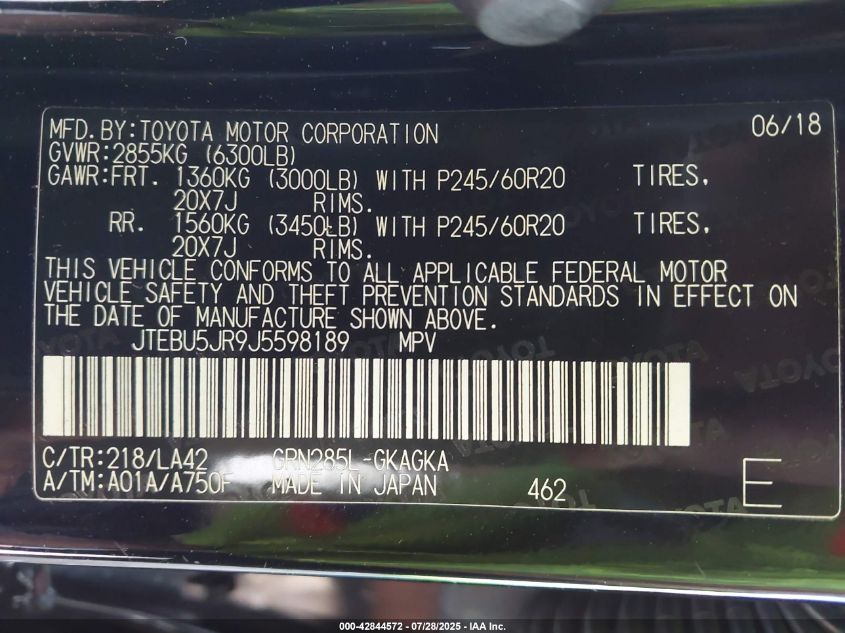 MFD.BY:TOYOTA MOTOR CORPORATION 06/18
GVWR:2855KG (6300LB)
GAWR:FRT. 1360KG (3000LB) WITH P245/60R20 TIRES,
20X7J RIMS.
RR. 1560KG (3450LB) WITH P245/60R20 TIRES,
20X7J RIMS.
THIS VEHICLE CONFORMS TO ALL APPLICABLE FEDERAL MOTOR
VEHICLE SAFETY AND THEFT PREVENTION STANDARDS IN EFFECT ON
THE DATE OF MANUFACTURE SHOWN ABOVE.
JTEBU5JR9J5598189 MPV
C/TR:218/LA42 GRN285L-GKAGKA
A/TM:A01A/A750F MADE IN JAPAN 462 E
000-42844572 / 07/28/2025 - IAA Inc.